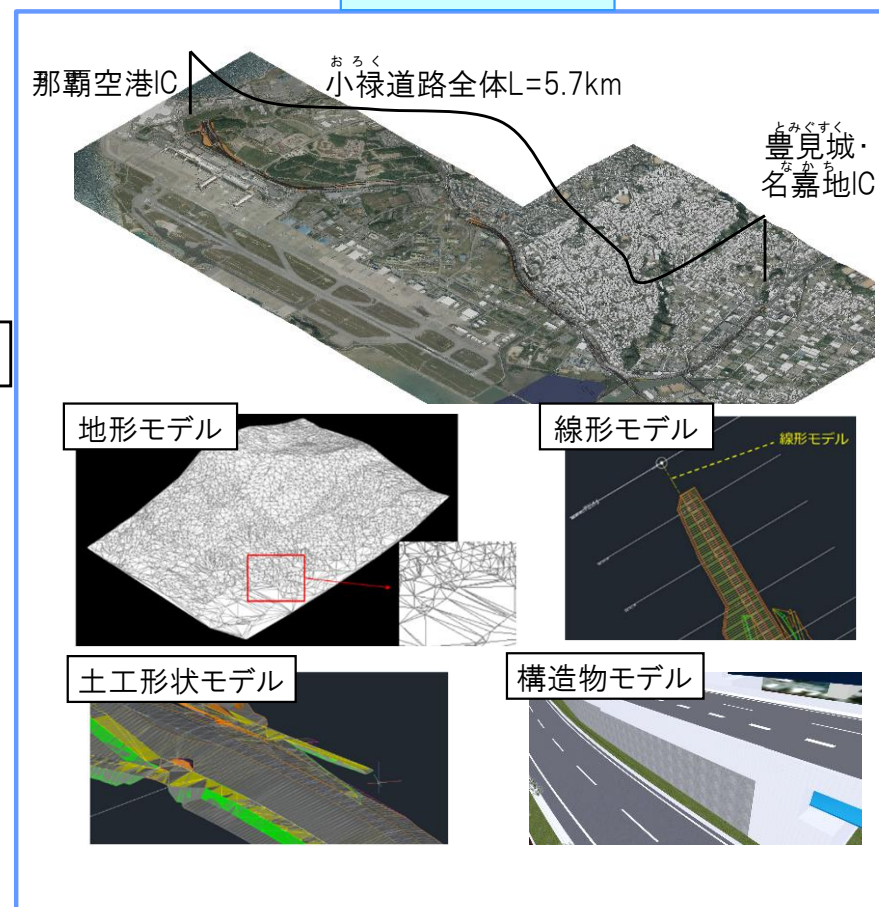 那覇空港IC
おろく
小禄道路全体L=5.7km
とみぐすく
豊見城・
なかち
名嘉地IC
地形モデル
線形モデル
線形モデル
土工形状モデル
構造物モデル